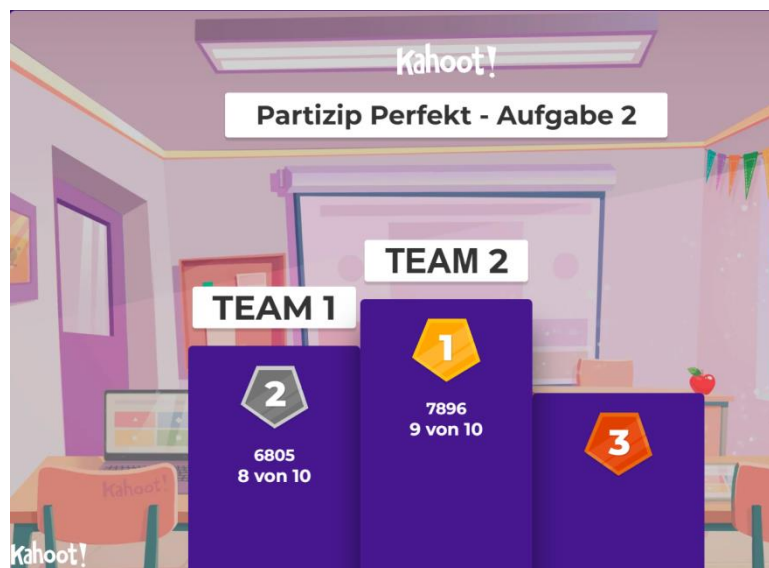 Kahoot!
Partizip Perfekt - Aufgabe 2
TEAM 2
TEAM 1
1
7896
9 von 10
2
6805
8 von 10
3
Kahoot!
Kahoot!